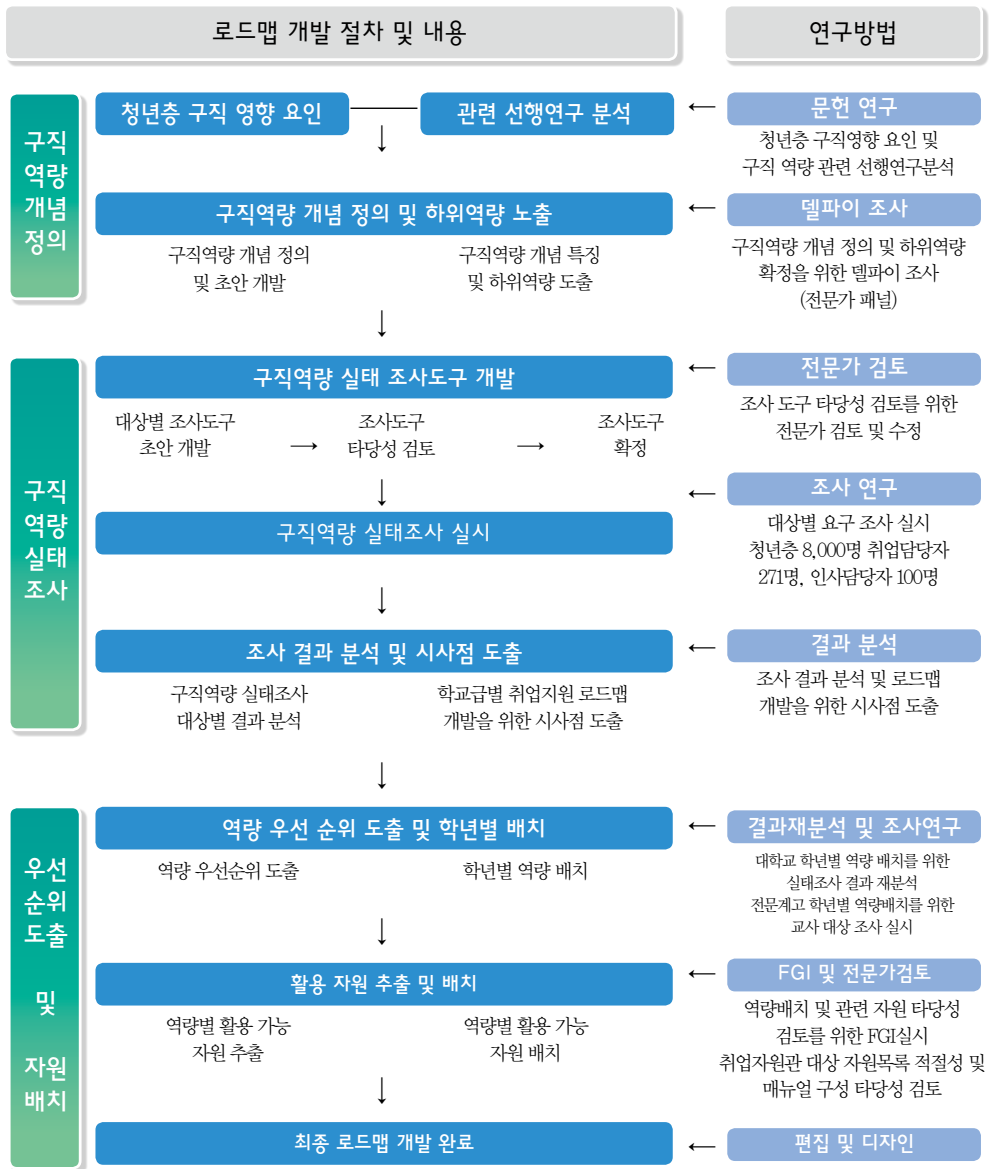 로드맵 개발 절차 및 내용
연구방법
구직
역량
개념
정의
청년층 구직 영향 요인
관련 선행연구 분석
←
문헌 연구
청년층 구직영향 요인 및
구직 역량 관련 선행연구분석
↓
구직역량 개념 정의 및 하위역량 노출
←
델파이 조사
구직역량 개념 정의
및 초안 개발
구직역량 개념 특징
및 하위역량 도출
구직역량 개념 정의 및 하위역량
확정을 위한 델파이 조사
(전문가 패널)
↓
구직
역량
실태
조사
구직역량 실태 조사도구 개발
←
전문가 검토
대상별 조사도구
초안 개발
→
조사도구
타당성 검토
→
조사도구
확정
조사 도구 타당성 검토를 위한
전문가 검토 및 수정
↓
구직역량 실태조사 실시
←
조사 연구
대상별 요구 조사 실시
청년층 8,000명 취업담당자
271명, 인사담당자 100명
↓
조사 결과 분석 및 시사점 도출
←
결과 분석
구직역량 실태조사
대상별 결과 분석
학교급별 취업지원 로드맵
개발을 위한 시사점 도출
조사 결과 분석 및 로드맵
개발을 위한 시사점 도출
↓
우선
순위
도출
및
자원
배치
역량 우선 순위 도출 및 학년별 배치
←
결과재분석 및 조사연구
역량 우선순위 도출
학년별 역량 배치
대학교 학년별 역량 배치를 위한
실태조사 결과 재분석
전문계고 학년별 역량배치를 위한
교사 대상 조사 실시
↓
활용 자원 추출 및 배치
←
FGI 및 전문가검토
역량별 활용 가능
자원 추출
역량별 활용 가능
자원 배치
역량배치 및 관련 자원 타당성
검토를 위한 FGI실시
취업자원관 대상 자원목록 적절성 및
매뉴얼 구성 타당성 검토
↓
최종 로드맵 개발 완료
←
편집 및 디자인